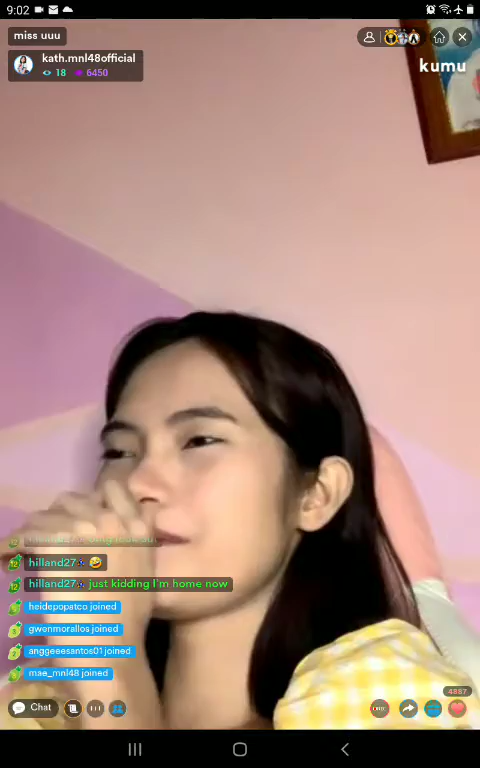 9:02
miss uuu
kath.mnl48official
18 6450
kumu
hilland27
hilland27 just kidding I'm home now
heidepopatco joined
gwenmorallos joined
anggeeesantos01 joined
mae_mnl48 joined
4887
Chat